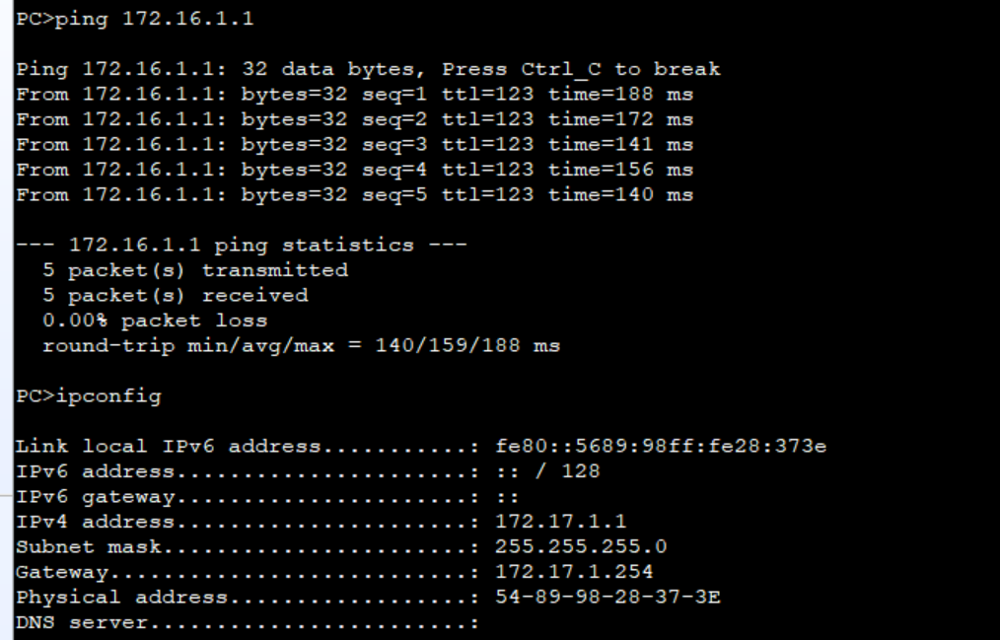 PC>ping 172.16.1.1
Ping 172.16.1.1: 32 data bytes, Press Ctrl_C to break
From 172.16.1.1: bytes=32 seq=1 ttl=123 time=188 ms
From 172.16.1.1: bytes=32 seq=2 ttl=123 time=172 ms
From 172.16.1.1: bytes=32 seq=3 ttl=123 time=141 ms
From 172.16.1.1: bytes=32 seq=4 ttl=123 time=156 ms
From 172.16.1.1: bytes=32 seq=5 ttl=123 time=140 ms
--- 172.16.1.1 ping statistics ---
5 packet(s) transmitted
5 packet(s) received
0.00% packet loss
round-trip min/avg/max = 140/159/188 ms
PC>ipconfig
Link local IPv6 address...........: fe80::5689:98ff:fe28:373e
IPv6 address......................: :: / 128
IPv6 gateway......................: ::
IPv4 address......................: 172.17.1.1
Subnet mask.......................: 255.255.255.0
Gateway...........................: 172.17.1.254
Physical address..................: 54-89-98-28-37-3E
DNS server........................: